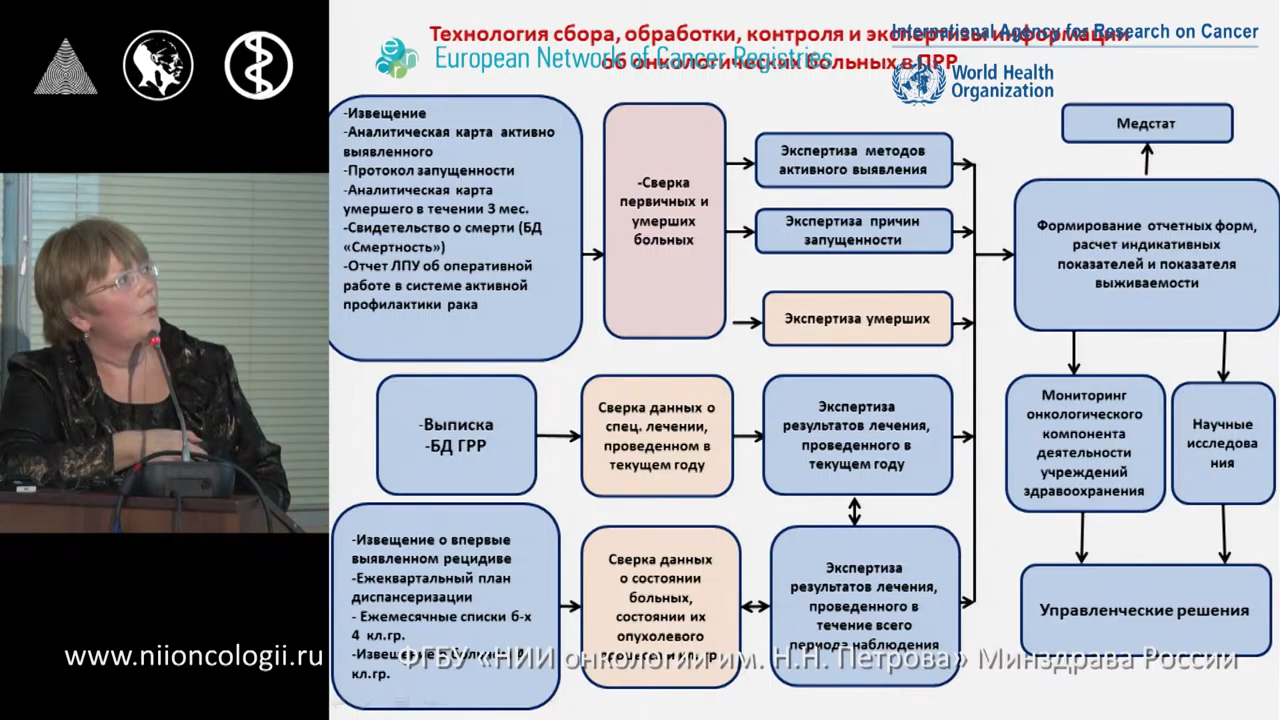 Технология сбора, обработки, контроля и экспертизы информации
об онкологических больных в ПРР
European Network of Cancer Registries
International Agency for Research on Cancer
World Health
Organization
-Извещение
-Аналитическая карта активно
выявленного
-Протокол запущенности
-Аналитическая карта
умершего в течении 3 мес.
-Свидетельство о смерти (БД
«Смертность»)
-Отчет ЛПУ об оперативной
работе в системе активной
профилактики рака
-Сверка
первичных и
умерших
больных
Экспертиза методов
активного выявления
Экспертиза причин
запущенности
Экспертиза умерших
Медстат
Формирование отчетных форм,
расчет индикативных
показателей и показателя
выживаемости
-Выписка
-БД ГРР
Сверка данных о
спец. лечении,
проведенном в
текущем году
Экспертиза
результатов лечения,
проведенного в
текущем году
Мониторинг
онкологического
компонента
деятельности
учреждений
здравоохранения
Научные
исследова
ния
-Извещение о впервые
выявленном рецидиве
-Ежеквартальный план
диспансеризации
- Ежемесячные списки б-х
4 кл.гр.
кл.гр.
Сверка данных
о состоянии
больных,
состоянии их
опухолевого
Экспертиза
результатов лечения,
проведенного в
течение всего
периода наблюдения
Управленческие решения
www.niioncologii.ru
ФГБУ «НИИ онкологии им. Н.Н. Петрова» Минздрава России